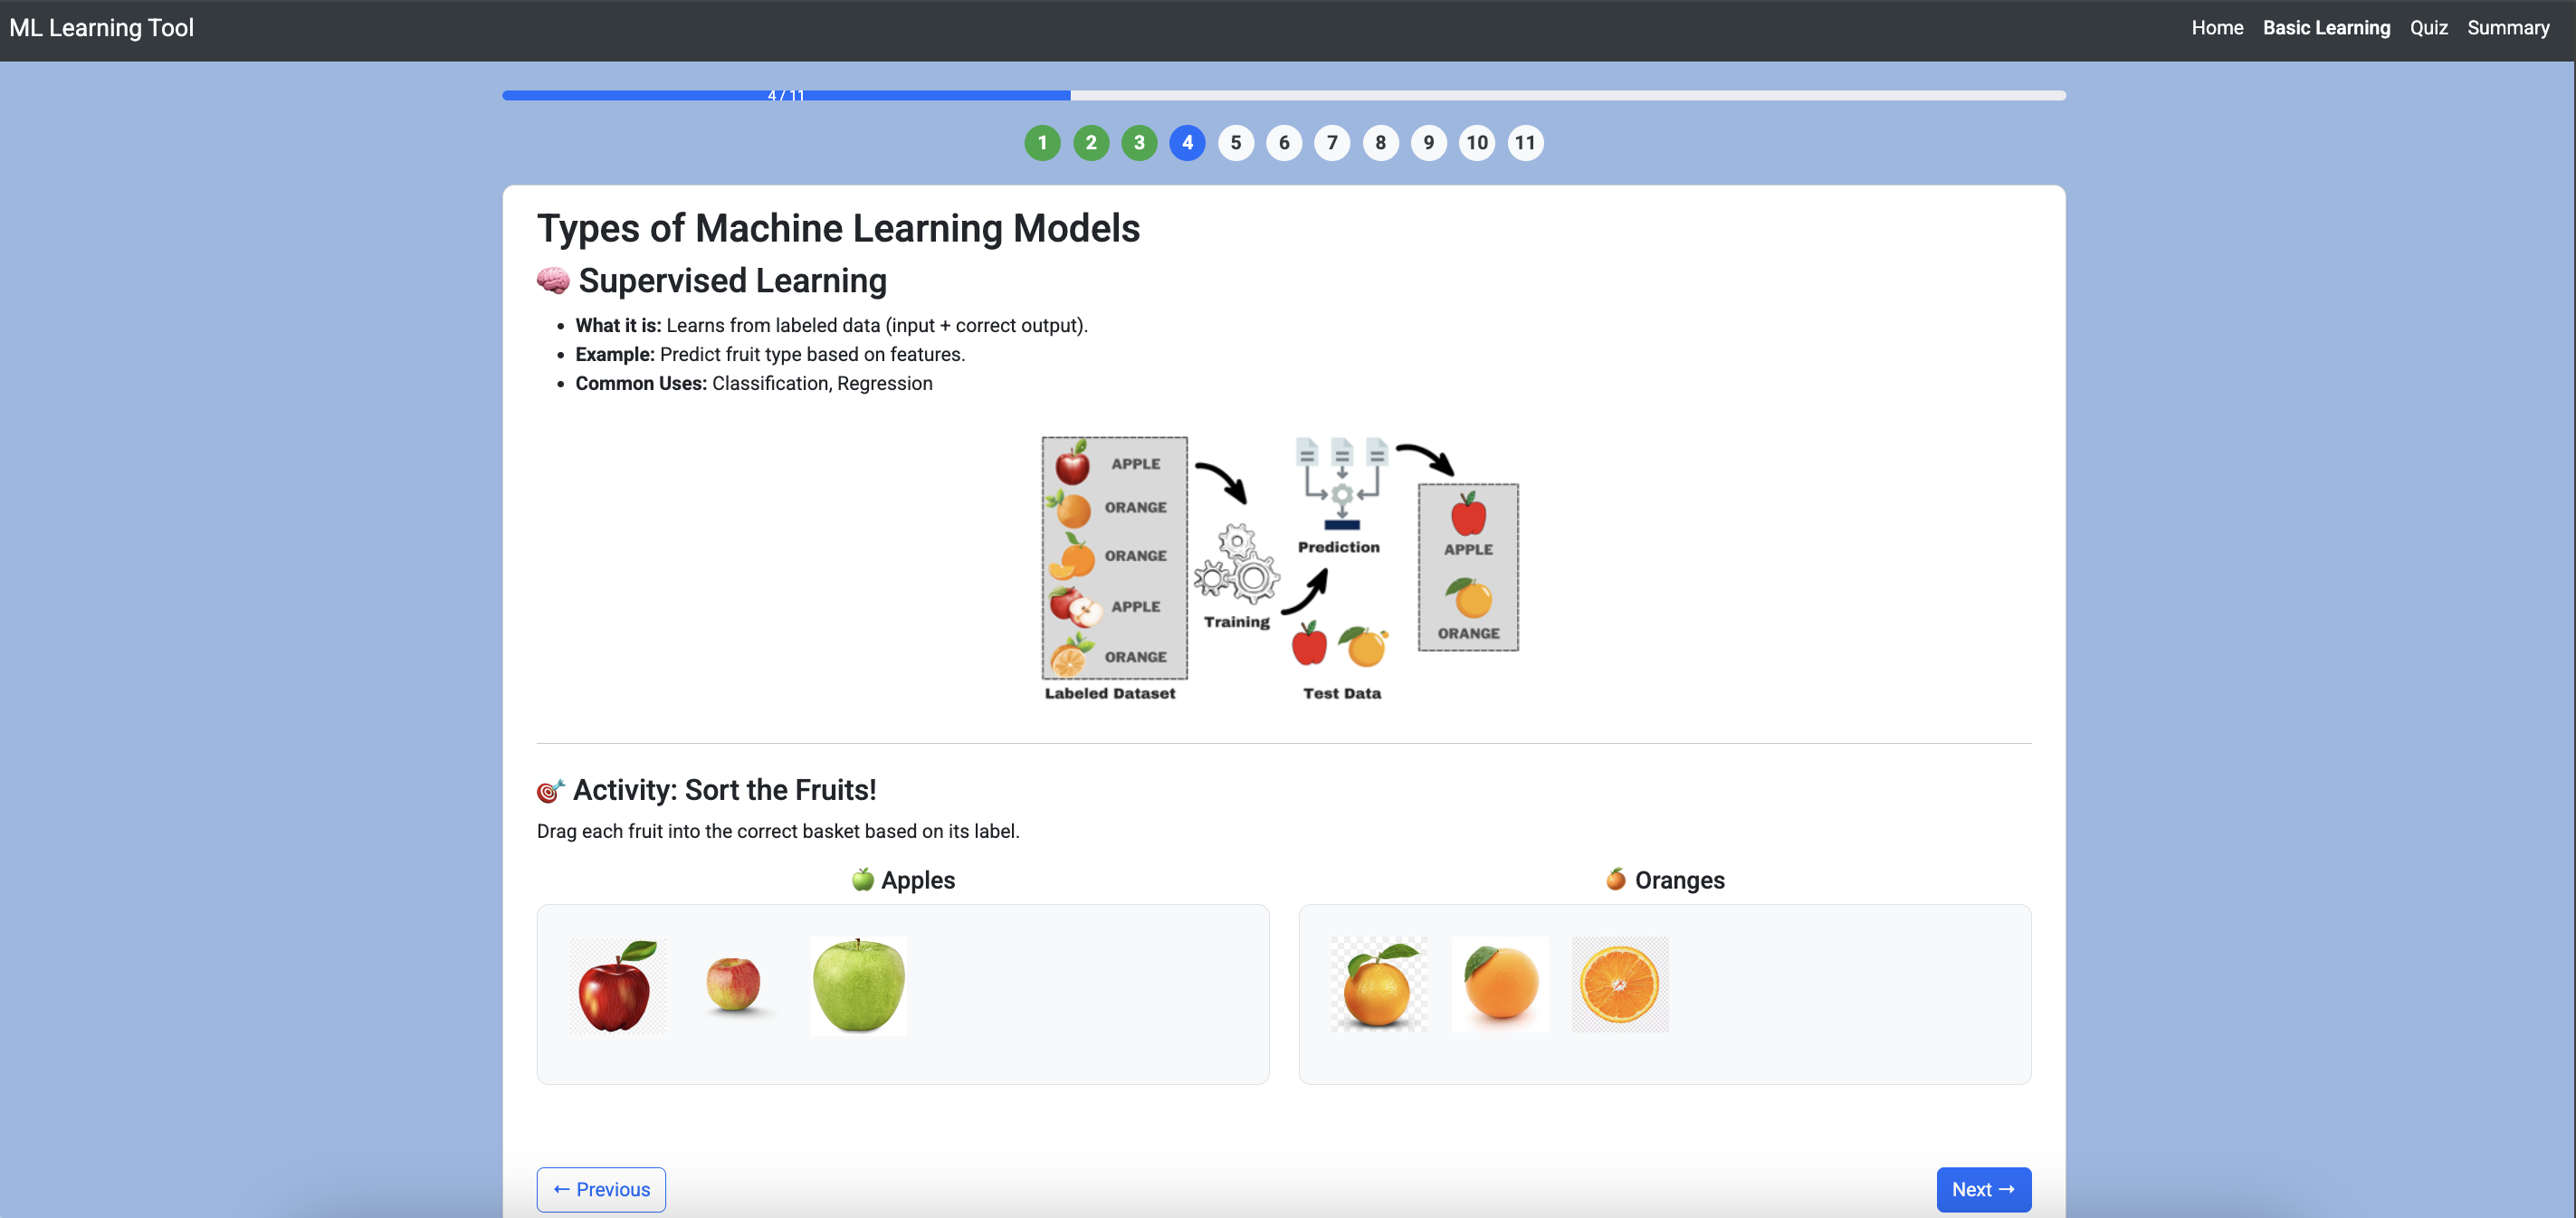 ML Learning Tool
Home Basic Learning Quiz Summary
4 / 11
1 2 3 4 5 6 7 8 9 10 11
Types of Machine Learning Models
🧠 Supervised Learning
• What it is: Learns from labeled data (input + correct output).
• Example: Predict fruit type based on features.
• Common Uses: Classification, Regression
APPLE
ORANGE
ORANGE
APPLE
ORANGE
Labeled Dataset
Training
Prediction
Test Data
APPLE
ORANGE
🎯 Activity: Sort the Fruits!
Drag each fruit into the correct basket based on its label.
🍏 Apples
🍊 Oranges
← Previous
Next →